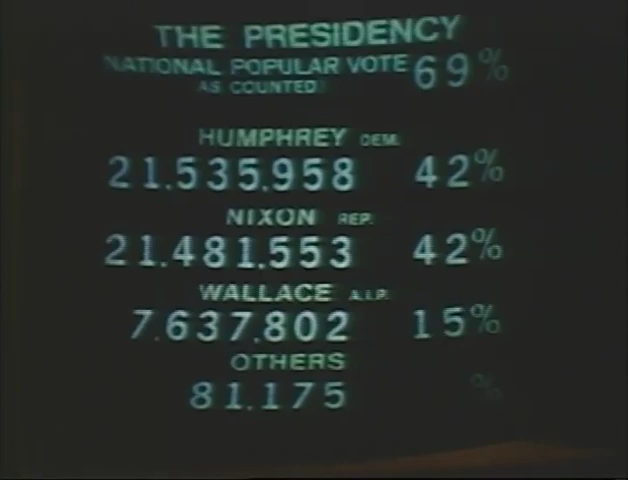 THE PRESIDENCY
NATIONAL POPULAR VOTE 69%
AS COUNTED
HUMPHREY DEM.
21.535.958 42%
NIXON REP.
21.481.553 42%
WALLACE A.I.P.
7.637.802 15%
OTHERS
81.175 %